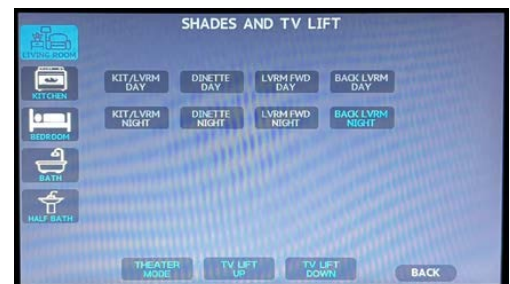 SHADES AND TV LIFT
LIVING ROOM
KITCHEN
BEDROOM
BATH
HALF BATH
KIT/LVRM
DAY
DINETTE
DAY
LVRM FWD
DAY
BACK LVRM
DAY
KIT/LVRM
NIGHT
DINETTE
NIGHT
LVRM FWD
NIGHT
BACK LVRM
NIGHT
THEATER
MODE
TV LIFT
UP
TV LIFT
DOWN
BACK